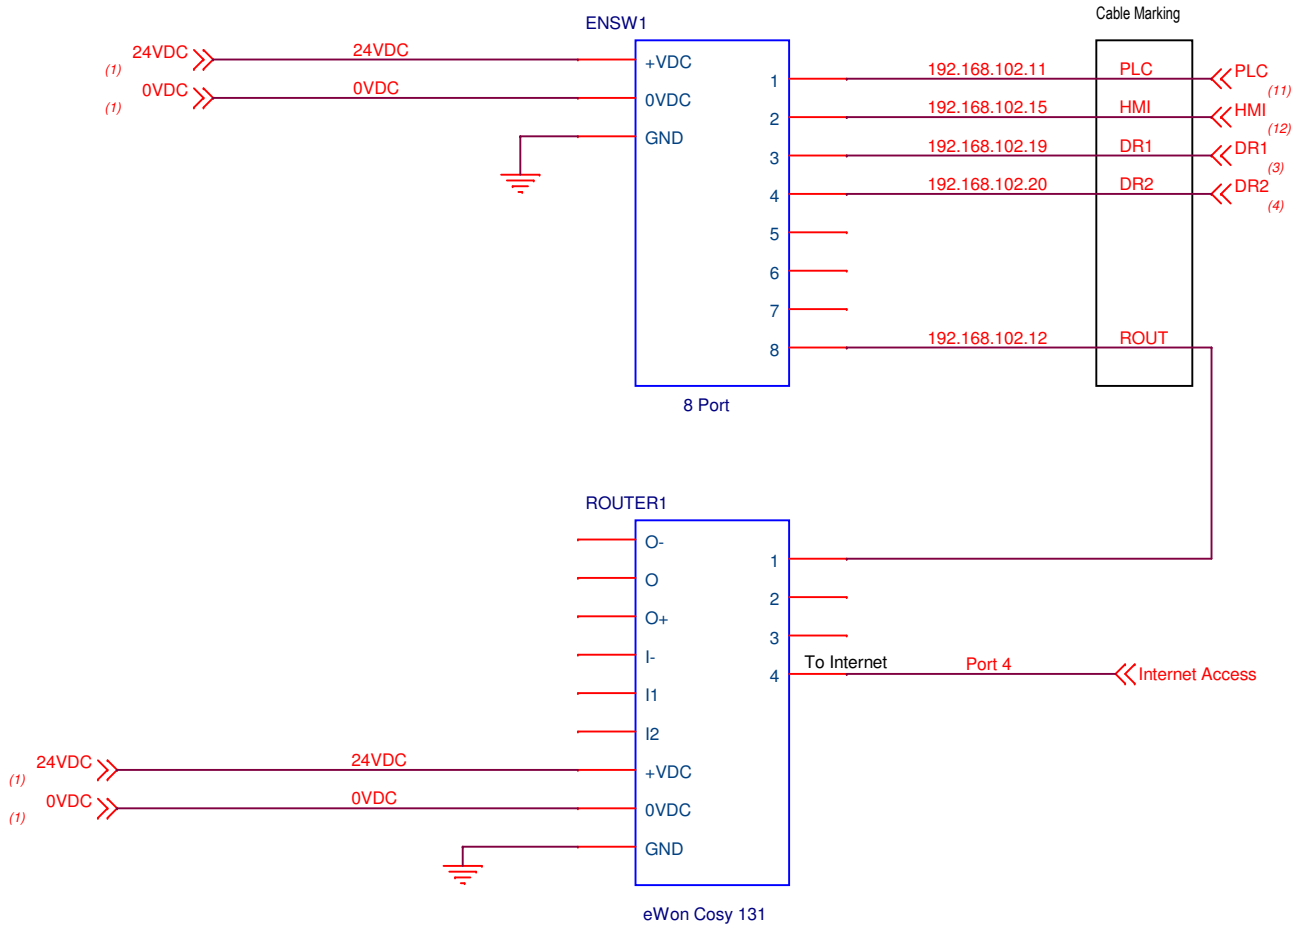 Cable Marking
ENSW1
24VDC
(1)
24VDC
+VDC
0VDC
(1)
0VDC
0VDC
GND
1
192.168.102.11
PLC
PLC
(11)
2
192.168.102.15
HMI
HMI
(12)
3
192.168.102.19
DR1
DR1
(3)
4
192.168.102.20
DR2
DR2
(4)
5
6
7
8
192.168.102.12
ROUT
8 Port
ROUTER1
O-
O
O+
I-
I1
I2
24VDC
(1)
24VDC
+VDC
0VDC
(1)
0VDC
0VDC
GND
1
2
3
4
To Internet
Port 4
Internet Access
eWon Cosy 131